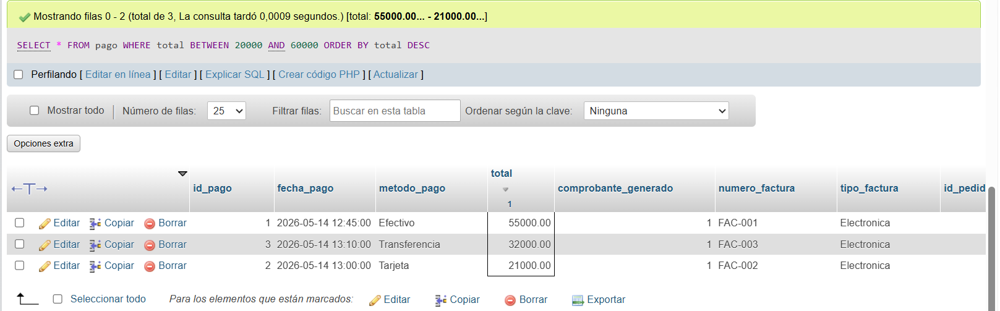 Mostrando filas 0 - 2 (total de 3, La consulta tardó 0,0009 segundos.) [total: 55000.00... - 21000.00...]
SELECT * FROM pago WHERE total BETWEEN 20000 AND 60000 ORDER BY total DESC
Perfilando [ Editar en línea ] [ Editar ] [ Explicar SQL ] [ Crear código PHP ] [ Actualizar ]
Mostrar todo | Número de filas: 25 Filtrar filas: Buscar en esta tabla Ordenar según la clave: Ninguna
Opciones extra
←T→ id_pago fecha_pago metodo_pago total 1 comprobante_generado numero_factura tipo_factura id_pedid
Editar Copiar Borrar 1 2026-05-14 12:45:00 Efectivo 55000.00 1 FAC-001 Electronica
Editar Copiar Borrar 3 2026-05-14 13:10:00 Transferencia 32000.00 1 FAC-003 Electronica
Editar Copiar Borrar 2 2026-05-14 13:00:00 Tarjeta 21000.00 1 FAC-002 Electronica
Seleccionar todo Para los elementos que están marcados: Editar Copiar Borrar Exportar